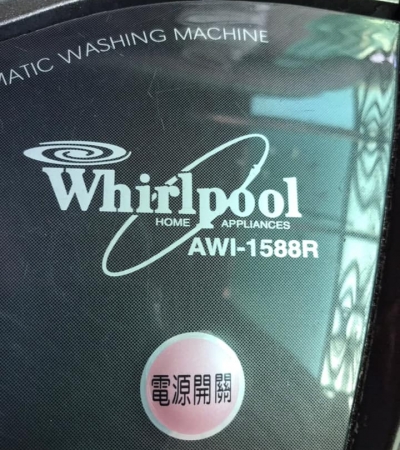 MATIC WASHING MACHINE
Whirlpool
HOME APPLIANCES
AWI-1588R
電源開關